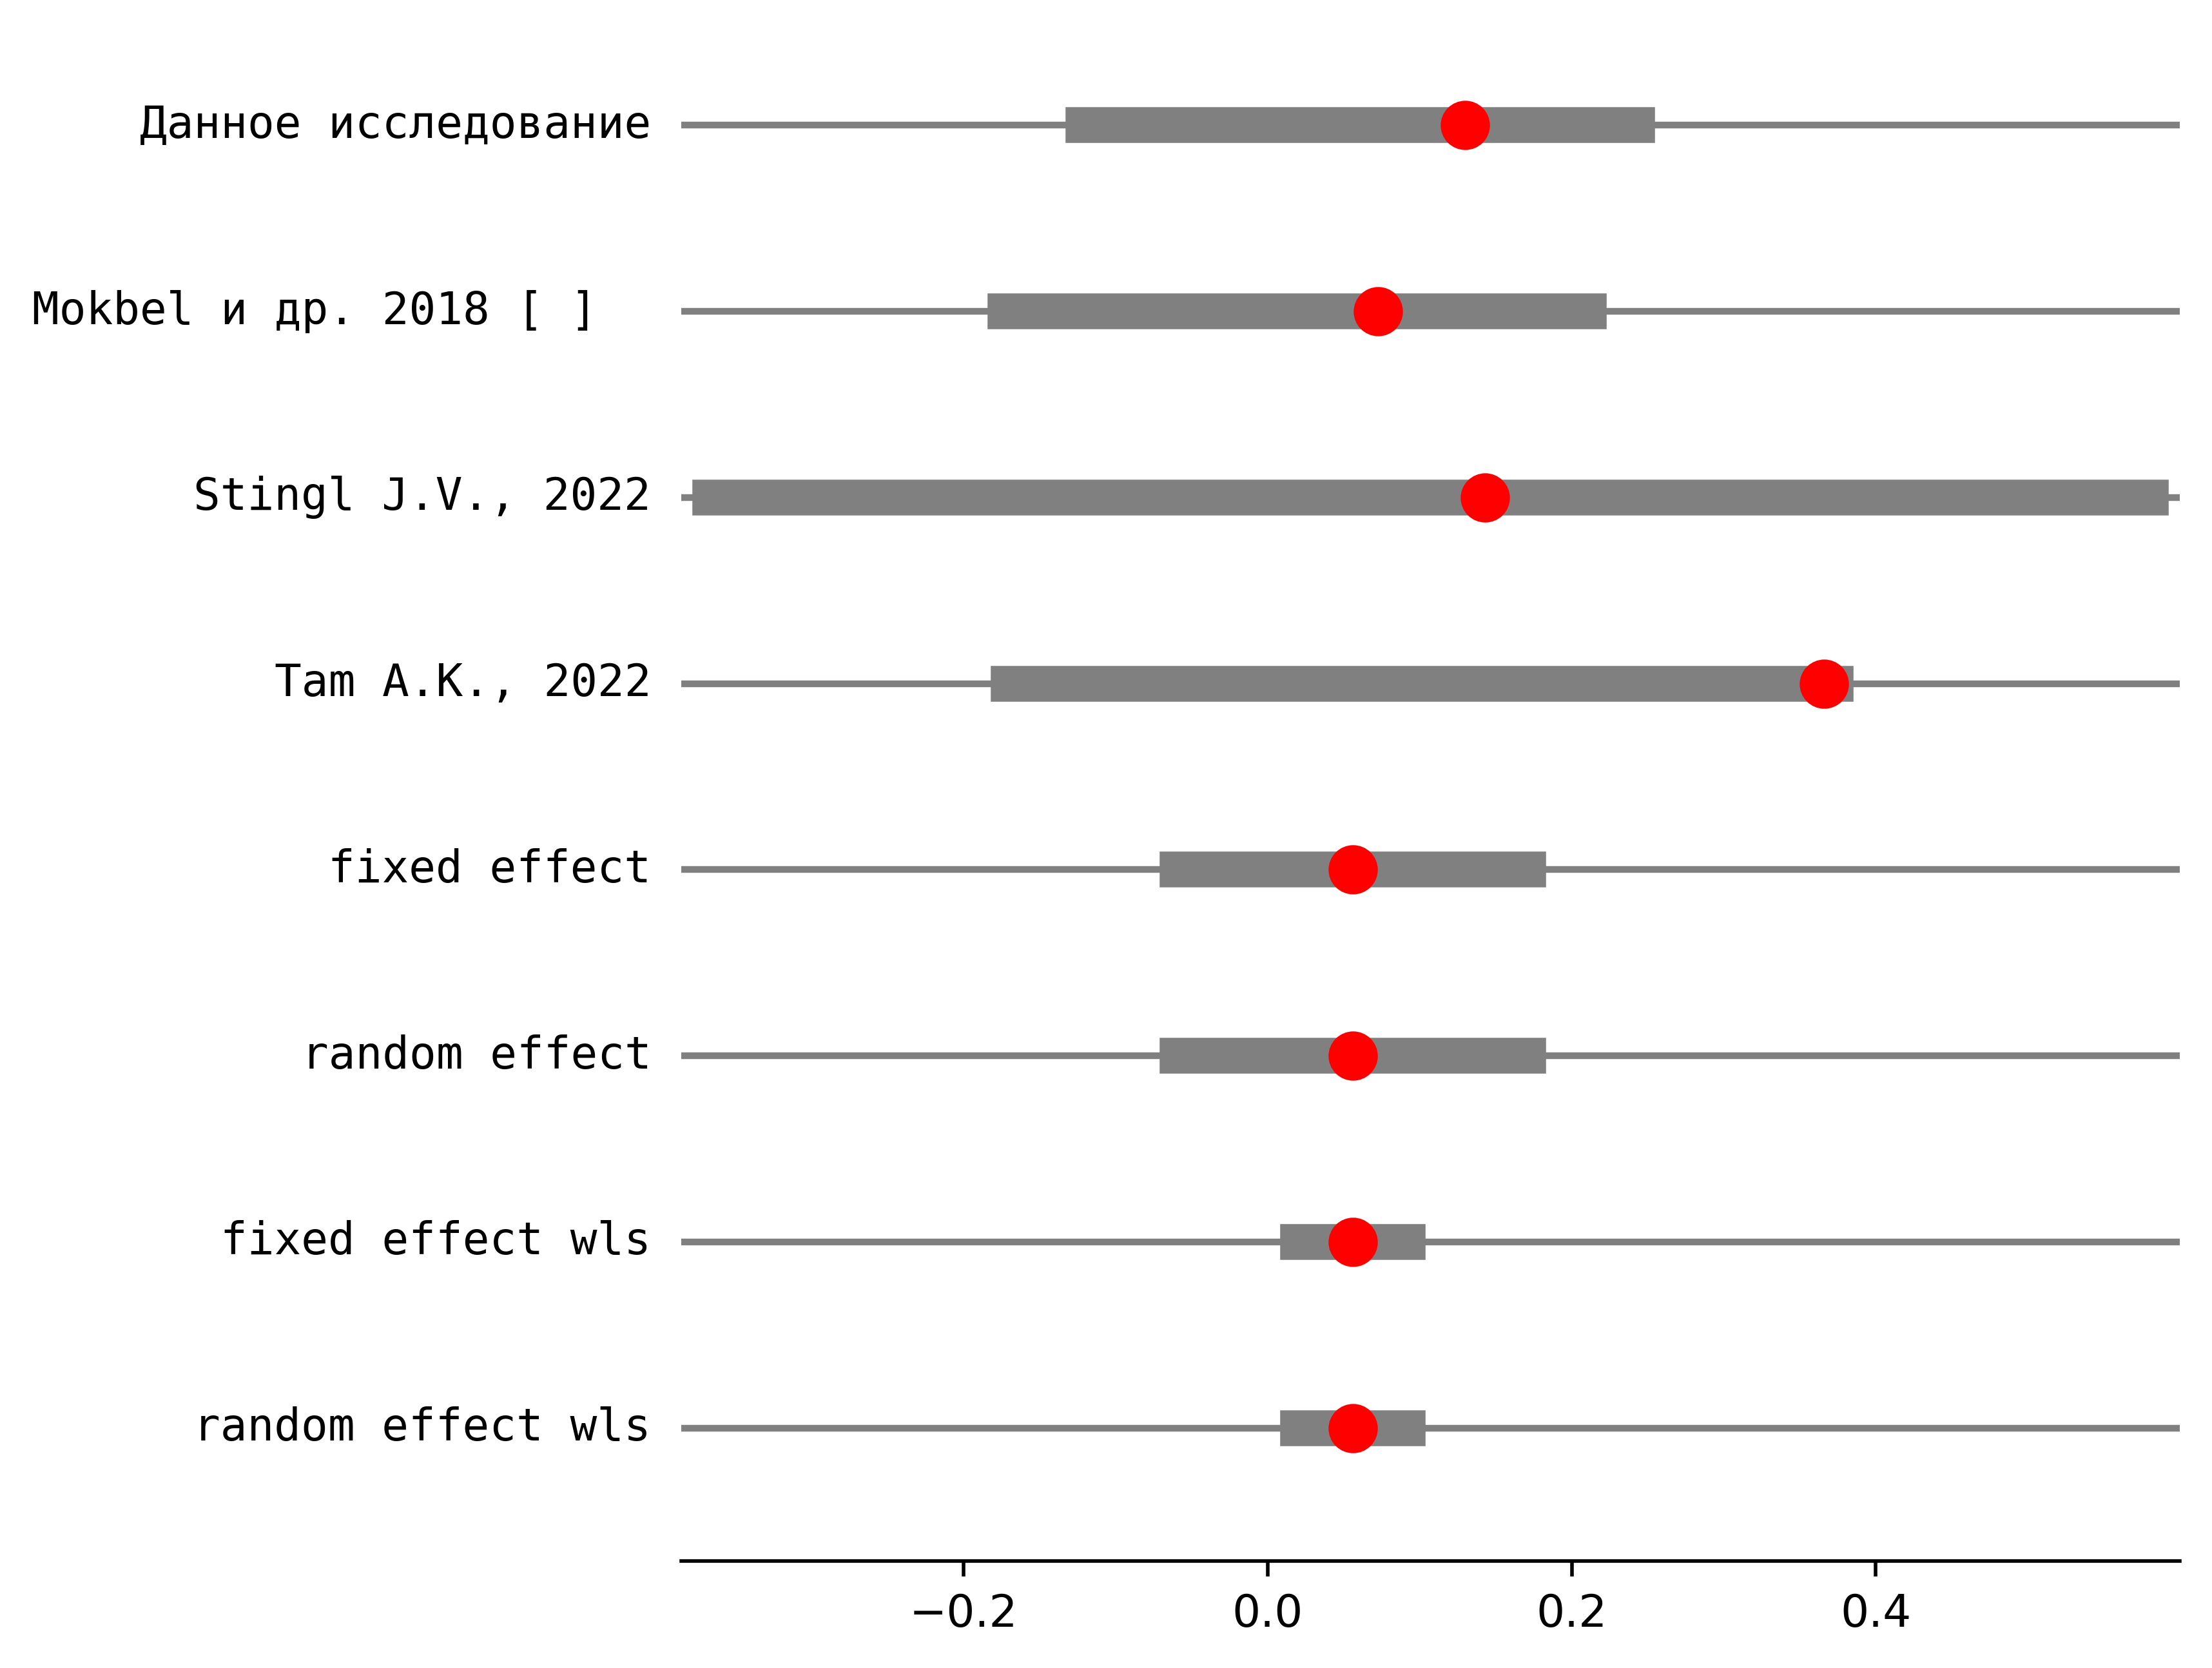 Данное исследование
Mokbel и др. 2018 [ ]
Stingl J.V., 2022
Tam A.K., 2022
fixed effect
random effect
fixed effect wls
random effect wls
−0.2 0.0 0.2 0.4